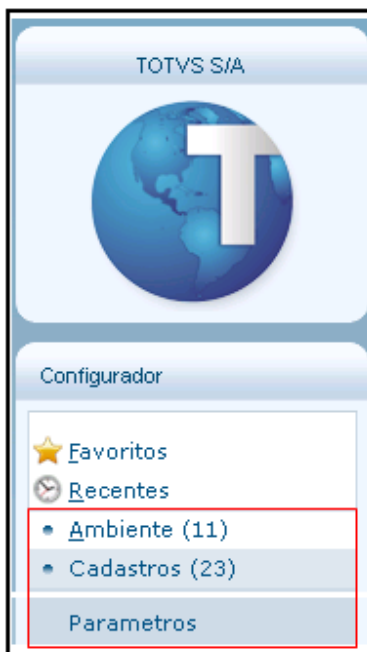 TOTVS S/A
T
Configurador
Favoritos
Recentes
Ambiente (11)
Cadastros (23)
Parametros